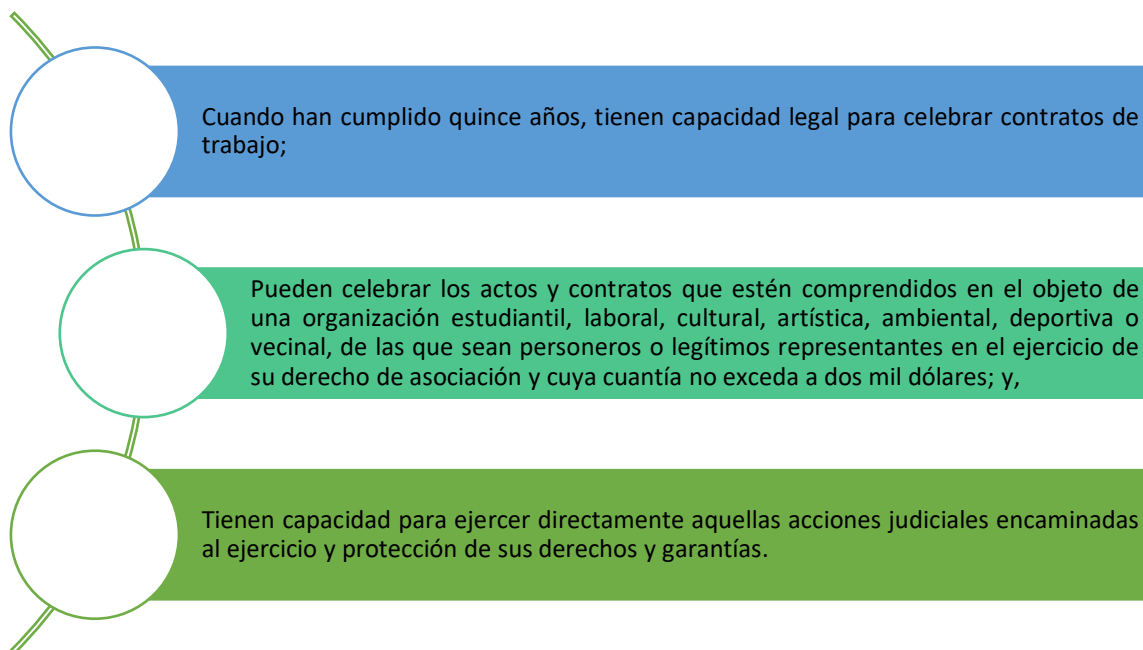 Cuando han cumplido quince años, tienen capacidad legal para celebrar contratos de
trabajo;
Pueden celebrar los actos y contratos que estén comprendidos en el objeto de
una organización estudiantil, laboral, cultural, artística, ambiental, deportiva o
vecinal, de las que sean personeros o legítimos representantes en el ejercicio de
su derecho de asociación y cuya cuantía no exceda a dos mil dólares; y,
Tienen capacidad para ejercer directamente aquellas acciones judiciales encaminadas
al ejercicio y protección de sus derechos y garantías.